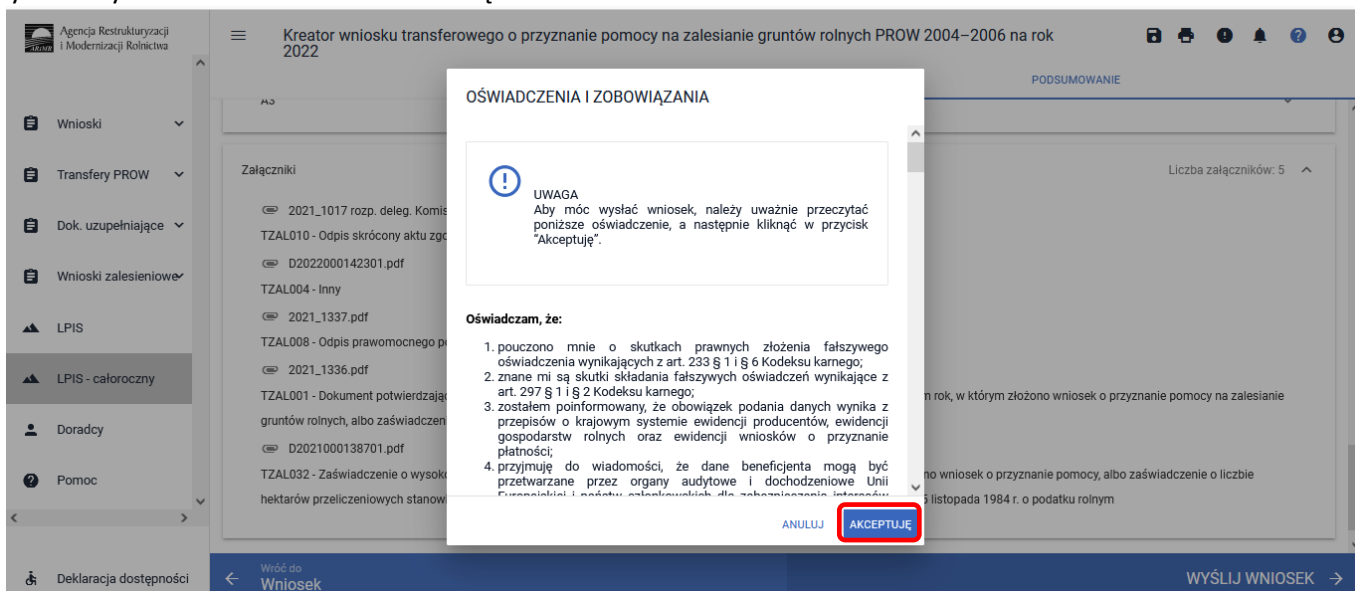 Agencja Restrukturyzacji
i Modernizacji Rolnictwa
ARiMR
Kreator wniosku transferowego o przyznanie pomocy na zalesianie gruntów rolnych PROW 2004–2006 na rok
2022
PODSUMOWANIE
Wnioski
Transfery PROW
Dok. uzupełniające
Wnioski zalesieniowe
LPIS
LPIS - całoroczny
Doradcy
Pomoc
Deklaracja dostępności
A3
Załączniki
Liczba załączników: 5
2021_1017 rozp. deleg. Komis
TZAL010 - Odpis skrócony aktu zgo
D2022000142301.pdf
TZAL004 - Inny
2021_1337.pdf
TZAL008 - Odpis prawomocnego p
2021_1336.pdf
TZAL001 - Dokument potwierdzając
m rok, w którym złożono wniosek o przyznanie pomocy na zalesianie
gruntów rolnych, albo zaświadczen
D2021000138701.pdf
TZAL032 - Zaświadczenie o wysoko
no wniosek o przyznanie pomocy, albo zaświadczenie o liczbie
hektarów przeliczeniowych stanow
listopada 1984 r. o podatku rolnym
OŚWIADCZENIA I ZOBOWIĄZANIA
UWAGA
Aby móc wysłać wniosek, należy uważnie przeczytać
poniższe oświadczenie, a następnie kliknąć w przycisk
"Akceptuję".
Oświadczam, że:
1. pouczono mnie o skutkach prawnych złożenia fałszywego
oświadczenia wynikających z art. 233 § 1 i § 6 Kodeksu karnego;
2. znane mi są skutki składania fałszywych oświadczeń wynikające z
art. 297 § 1 i § 2 Kodeksu karnego;
3. zostałem poinformowany, że obowiązek podania danych wynika z
przepisów o krajowym systemie ewidencji producentów, ewidencji
gospodarstw rolnych oraz ewidencji wniosków o przyznanie
płatności;
4. przyjmuję do wiadomości, że dane beneficjenta mogą być
przetwarzane przez organy audytowe i dochodzeniowe Unii
Europejskiej i państw członkowskich dla zabezpieczenia interesów
ANULUJ
AKCEPTUJĘ
Wróć do
Wniosek
WYŚLIJ WNIOSEK